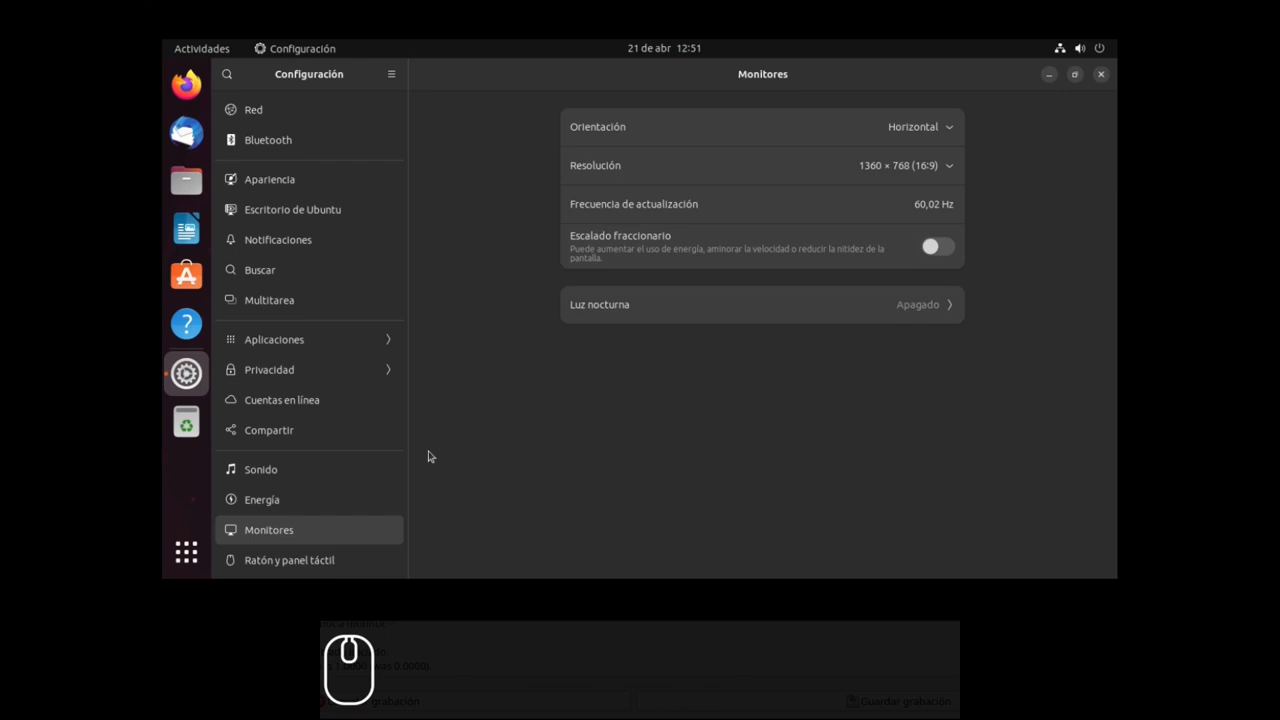 Actividades
Configuración
21 de abr 12:51
Configuración
Monitores
Red
Bluetooth
Apariencia
Escritorio de Ubuntu
Notificaciones
Buscar
Multitarea
Aplicaciones
Privacidad
Cuentas en línea
Compartir
Sonido
Energía
Monitores
Ratón y panel táctil
Orientación
Horizontal
Resolución
1360 × 768 (16:9)
Frecuencia de actualización
60,02 Hz
Escalado fraccionario
Puede aumentar el uso de energía, aminorar la velocidad o reducir la nitidez de la
pantalla.
Luz nocturna
Apagado
grabación
Guardar grabación